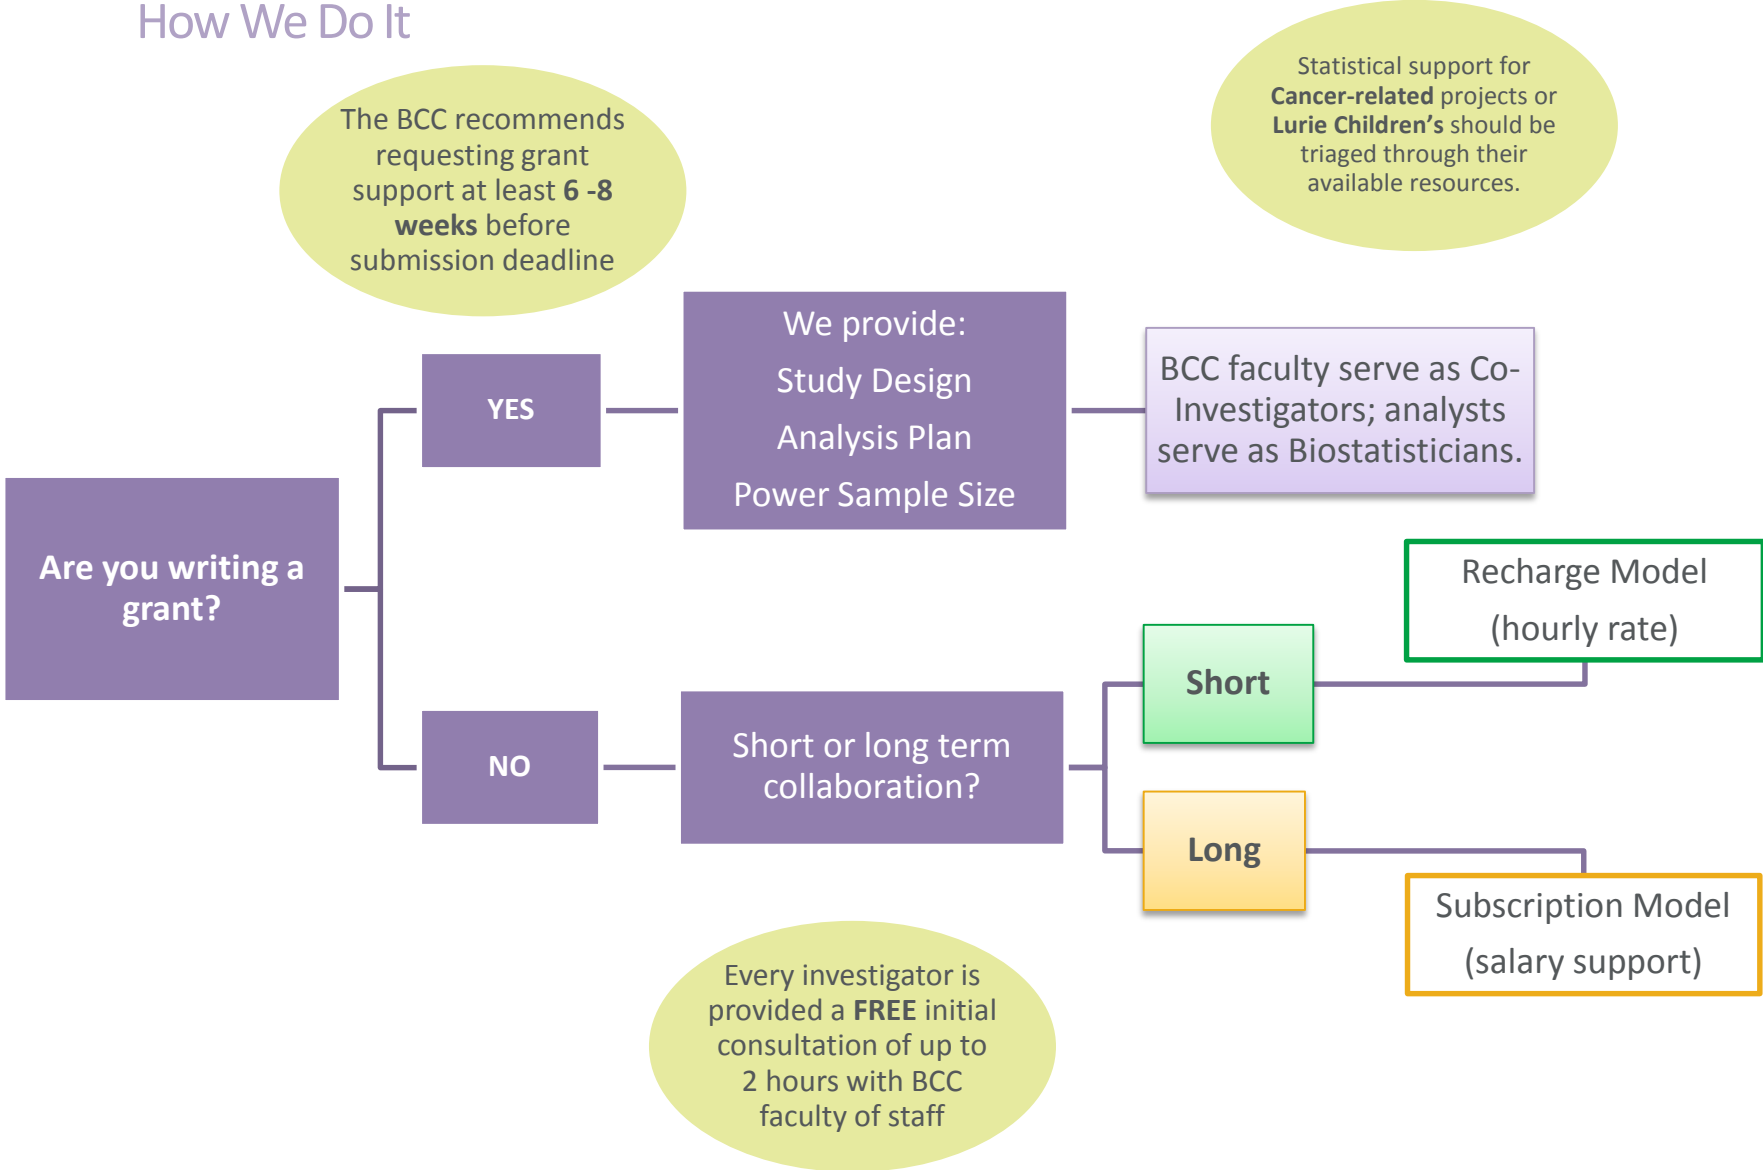 How We Do It
The BCC recommends
requesting grant
support at least 6 -8
weeks before
submission deadline
Statistical support for
Cancer-related projects or
Lurie Children’s should be
triaged through their
available resources.
Are you writing a
grant?
YES
We provide:
Study Design
Analysis Plan
Power Sample Size
BCC faculty serve as Co-
Investigators; analysts
serve as Biostatisticians.
NO
Short or long term
collaboration?
Short
Recharge Model
(hourly rate)
Long
Subscription Model
(salary support)
Every investigator is
provided a FREE initial
consultation of up to
2 hours with BCC
faculty of staff